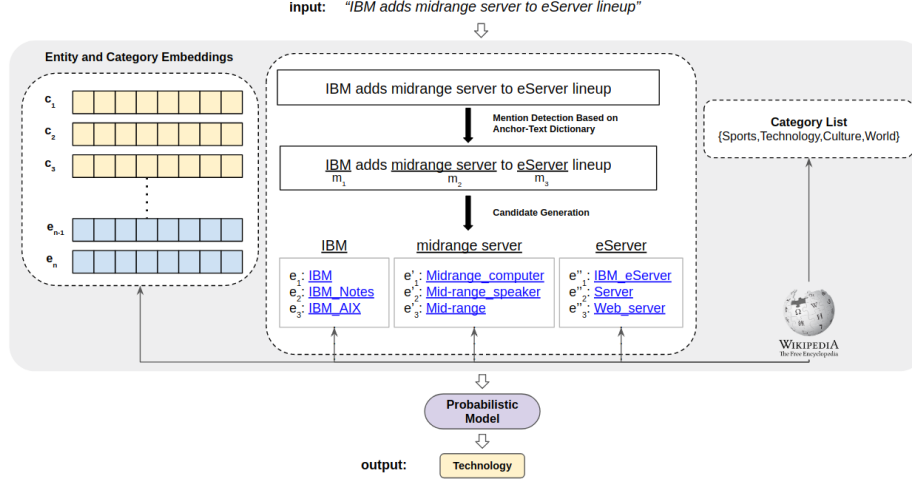 input: “IBM adds midrange server to eServer lineup”
Entity and Category Embeddings
c1
c2
c3
en-1
en
IBM adds midrange server to eServer lineup
Mention Detection Based on
Anchor-Text Dictionary
IBM adds midrange server to eServer lineup
m1 m2 m3
Candidate Generation
IBM midrange server eServer
e1: IBM
e2: IBM_Notes
e3: IBM_AIX
e'1: Midrange_computer
e'2: Mid-range_speaker
e'3: Mid-range
e''1: IBM_eServer
e''2: Server
e''3: Web_server
Category List
{Sports,Technology,Culture,World}
WIKIPEDIA
The Free Encyclopedia
Probabilistic
Model
output: Technology